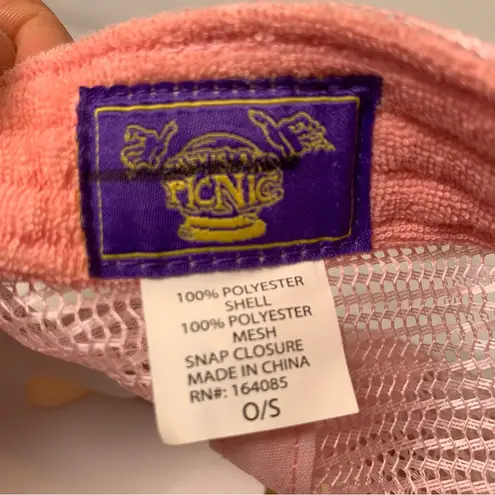 PICNIC
100% POLYESTER
SHELL
100% POLYESTER
MESH
SNAP CLOSURE
MADE IN CHINA
RN#: 164085
O/S